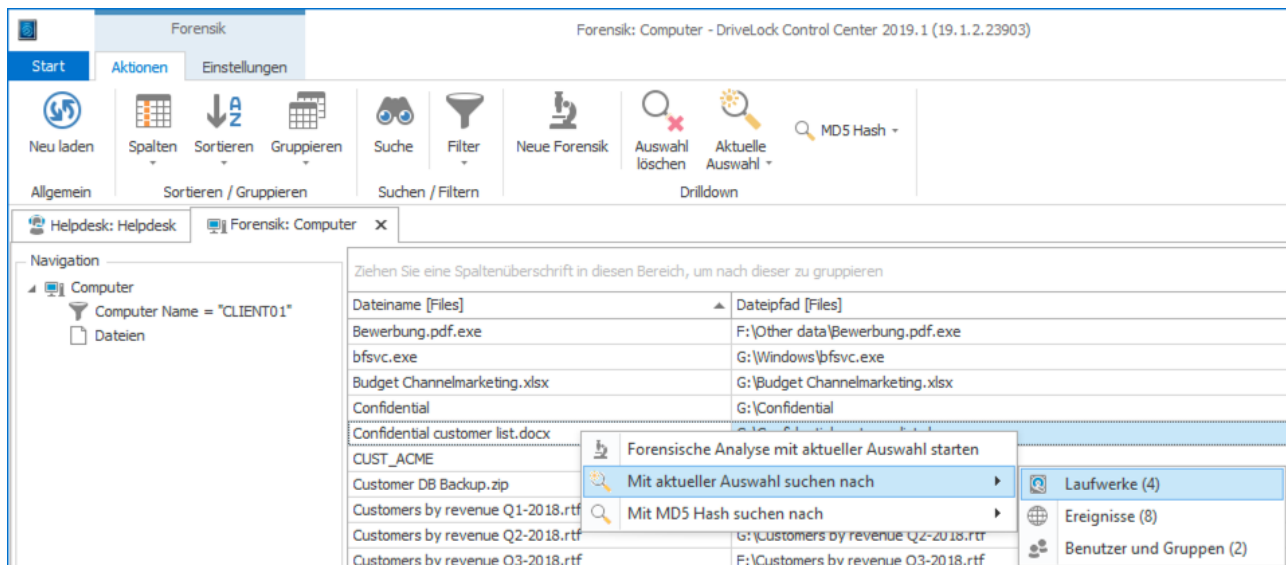 Forensik
Forensik: Computer - DriveLock Control Center 2019.1 (19.1.2.23903)
Start Aktionen Einstellungen
Neu laden Spalten Sortieren Gruppieren Suche Filter Neue Forensik Auswahl löschen Aktuelle Auswahl MD5 Hash
Allgemein Sortieren / Gruppieren Suchen / Filtern Drilldown
Helpdesk: Helpdesk Forensik: Computer
Navigation
Computer
Computer Name = "CLIENT01"
Dateien
Ziehen Sie eine Spaltenüberschrift in diesen Bereich, um nach dieser zu gruppieren
Dateiname [Files] Dateipfad [Files]
Bewerbung.pdf.exe F:\Other data\Bewerbung.pdf.exe
bfsvc.exe G:\Windows\bfsvc.exe
Budget Channelmarketing.xlsx G:\Budget Channelmarketing.xlsx
Confidential G:\Confidential
Confidential customer list.docx
CUST_ACME
Customer DB Backup.zip
Customers by revenue Q1-2018.rtf
Customers by revenue Q2-2018.rtf G:\Customers by revenue Q2-2018.rtf
Customers by revenue Q3-2018.rtf F:\Customers by revenue Q3-2018.rtf
Forensische Analyse mit aktueller Auswahl starten
Mit aktueller Auswahl suchen nach
Mit MD5 Hash suchen nach
Laufwerke (4)
Ereignisse (8)
Benutzer und Gruppen (2)